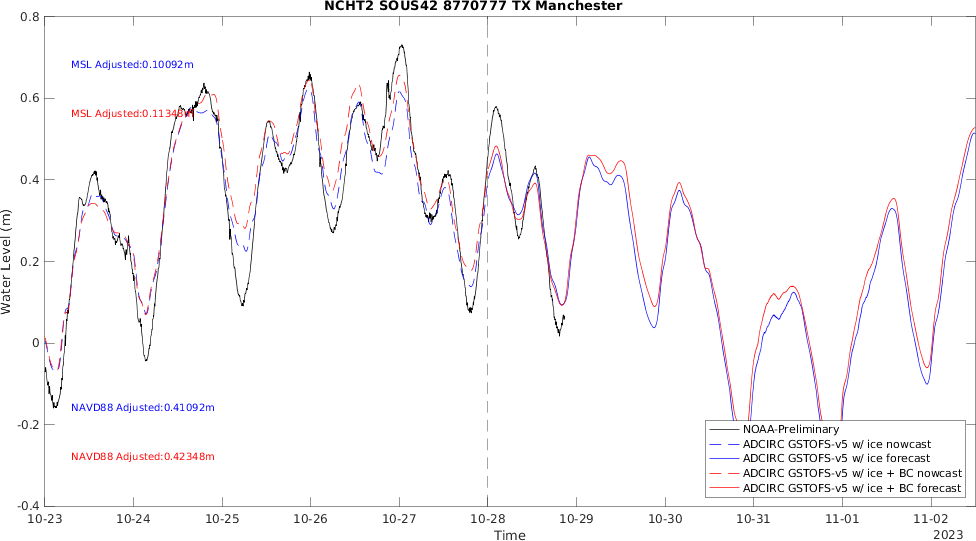 NCHT2 SOUS42 8770777 TX Manchester
0.8
0.6
0.4
0.2
0
-0.2
-0.4
Water Level (m)
MSL Adjusted:0.10092m
MSL Adjusted:0.11348m
NAVD88 Adjusted:0.41092m
NAVD88 Adjusted:0.42348m
NOAA-Preliminary
ADCIRC GSTOFS-v5 w/ ice nowcast
ADCIRC GSTOFS-v5 w/ ice forecast
ADCIRC GSTOFS-v5 w/ ice + BC nowcast
ADCIRC GSTOFS-v5 w/ ice + BC forecast
10-23 10-24 10-25 10-26 10-27 10-28 10-29 10-30 10-31 11-01 11-02
Time
2023